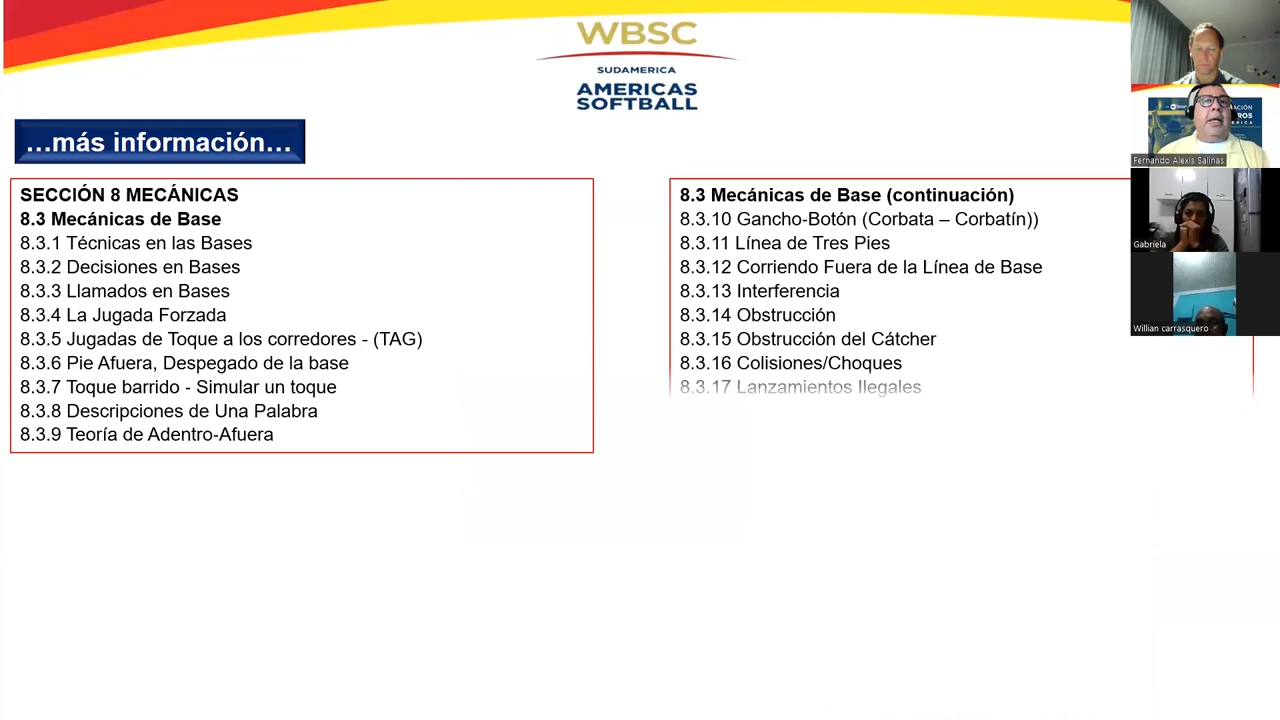 WBSC
SUDAMERICA
AMERICAS
SOFTBALL
…más información…
SECCIÓN 8 MECÁNICAS
8.3 Mecánicas de Base
8.3.1 Técnicas en las Bases
8.3.2 Decisiones en Bases
8.3.3 Llamados en Bases
8.3.4 La Jugada Forzada
8.3.5 Jugadas de Toque a los corredores - (TAG)
8.3.6 Pie Afuera, Despegado de la base
8.3.7 Toque barrido - Simular un toque
8.3.8 Descripciones de Una Palabra
8.3.9 Teoría de Adentro-Afuera
8.3 Mecánicas de Base (continuación)
8.3.10 Gancho-Botón (Corbata – Corbatín))
8.3.11 Línea de Tres Pies
8.3.12 Corriendo Fuera de la Línea de Base
8.3.13 Interferencia
8.3.14 Obstrucción
8.3.15 Obstrucción del Cátcher
8.3.16 Colisiones/Choques
8.3.17 Lanzamientos Ilegales
Fernando Alexis Salinas
Gabriela
Willian carrasquero